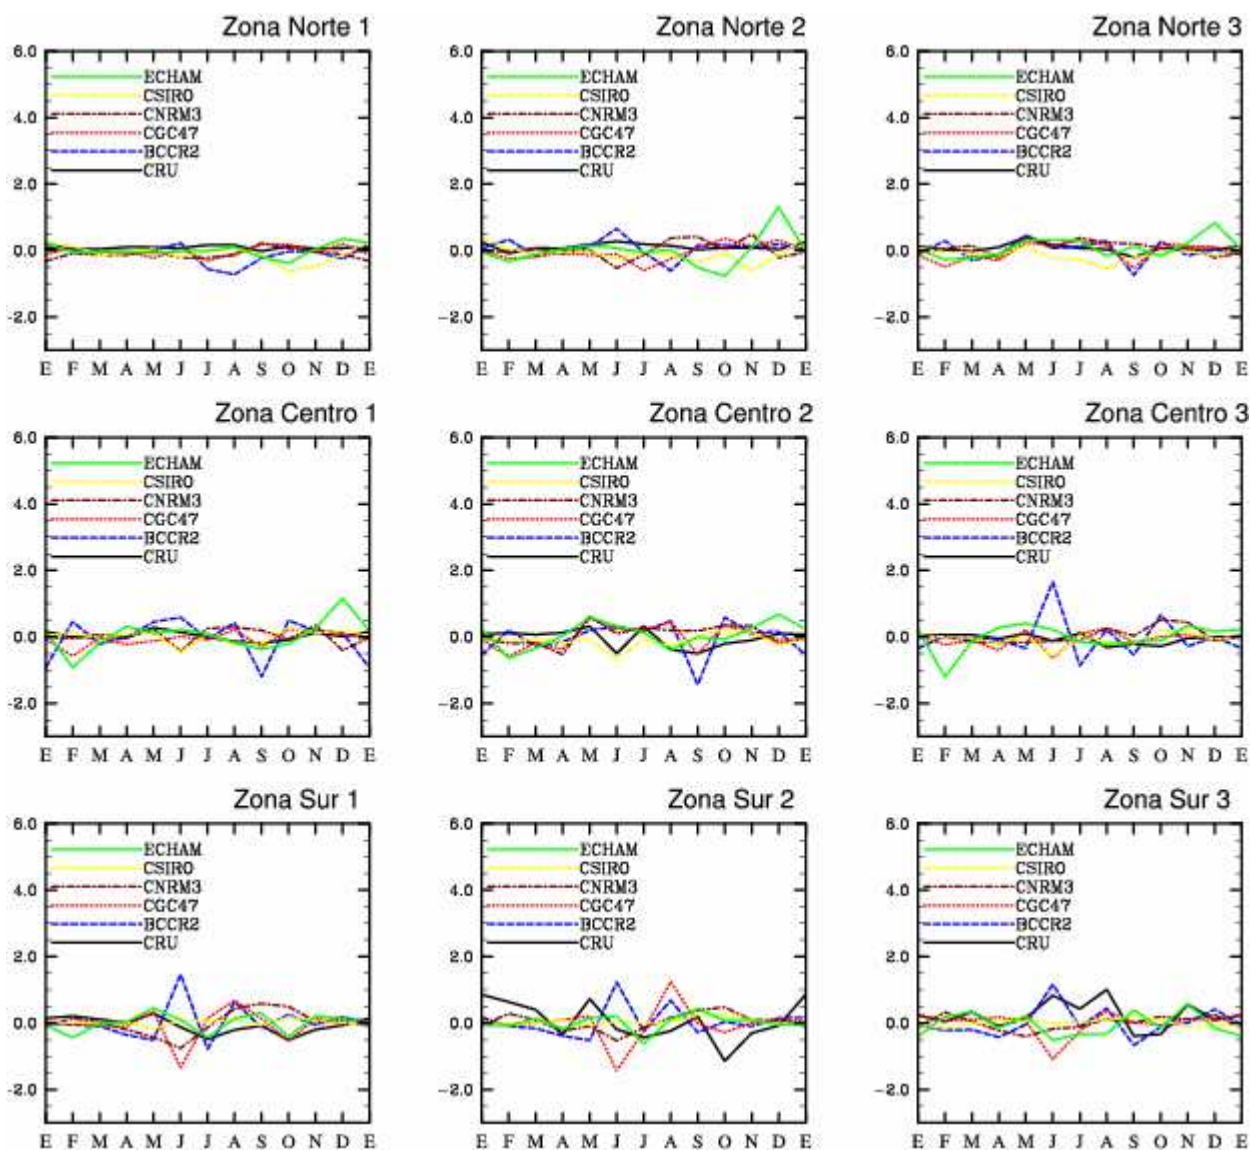 Zona Norte 1
6.0
4.0
2.0
0.0
-2.0
ECHAM
CSIRO
CNRM3
CGC47
BCCR2
CRU
E F M A M J J A S O N D E
Zona Norte 2
6.0
4.0
2.0
0.0
-2.0
ECHAM
CSIRO
CNRM3
CGC47
BCCR2
CRU
E F M A M J J A S O N D E
Zona Norte 3
6.0
4.0
2.0
0.0
-2.0
ECHAM
CSIRO
CNRM3
CGC47
BCCR2
CRU
E F M A M J J A S O N D E
Zona Centro 1
6.0
4.0
2.0
0.0
-2.0
ECHAM
CSIRO
CNRM3
CGC47
BCCR2
CRU
E F M A M J J A S O N D E
Zona Centro 2
6.0
4.0
2.0
0.0
-2.0
ECHAM
CSIRO
CNRM3
CGC47
BCCR2
CRU
E F M A M J J A S O N D E
Zona Centro 3
6.0
4.0
2.0
0.0
-2.0
ECHAM
CSIRO
CNRM3
CGC47
BCCR2
CRU
E F M A M J J A S O N D E
Zona Sur 1
6.0
4.0
2.0
0.0
-2.0
ECHAM
CSIRO
CNRM3
CGC47
BCCR2
CRU
E F M A M J J A S O N D E
Zona Sur 2
6.0
4.0
2.0
0.0
-2.0
ECHAM
CSIRO
CNRM3
CGC47
BCCR2
CRU
E F M A M J J A S O N D E
Zona Sur 3
6.0
4.0
2.0
0.0
-2.0
ECHAM
CSIRO
CNRM3
CGC47
BCCR2
CRU
E F M A M J J A S O N D E